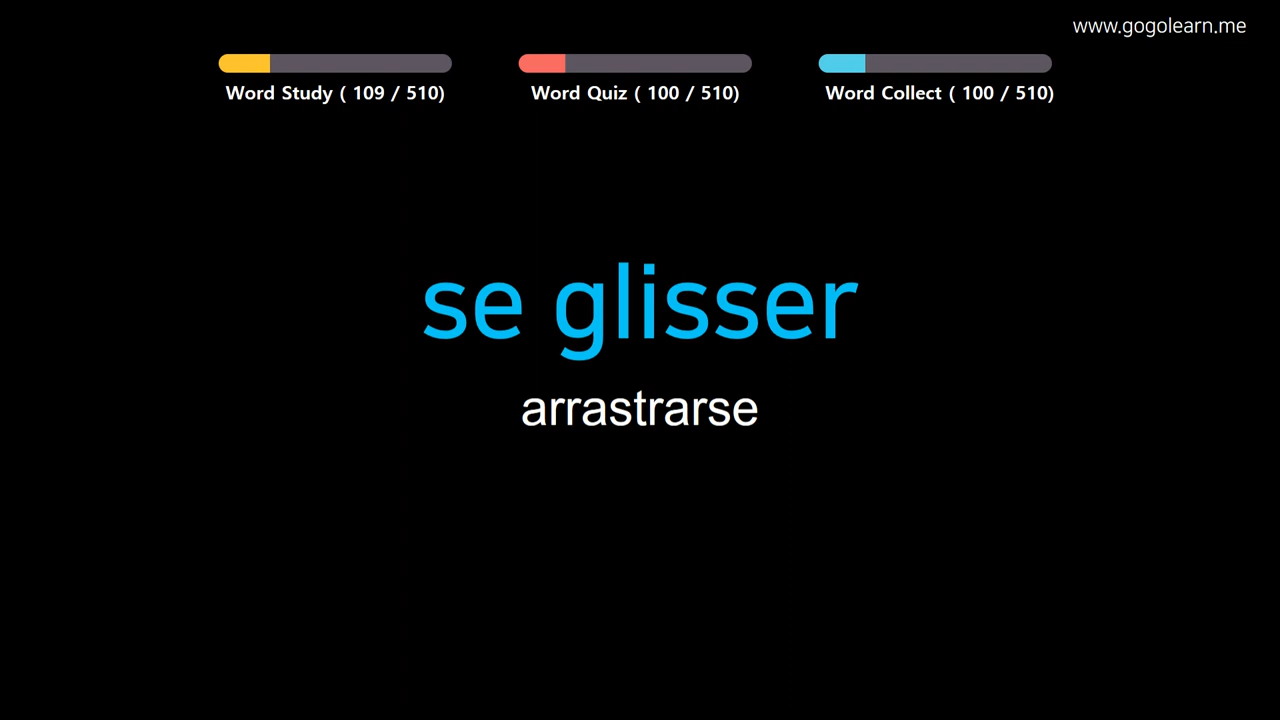 www.gogolearn.me
Word Study ( 109 / 510)
Word Quiz ( 100 / 510)
Word Collect ( 100 / 510)
se glisser
arrastrarse